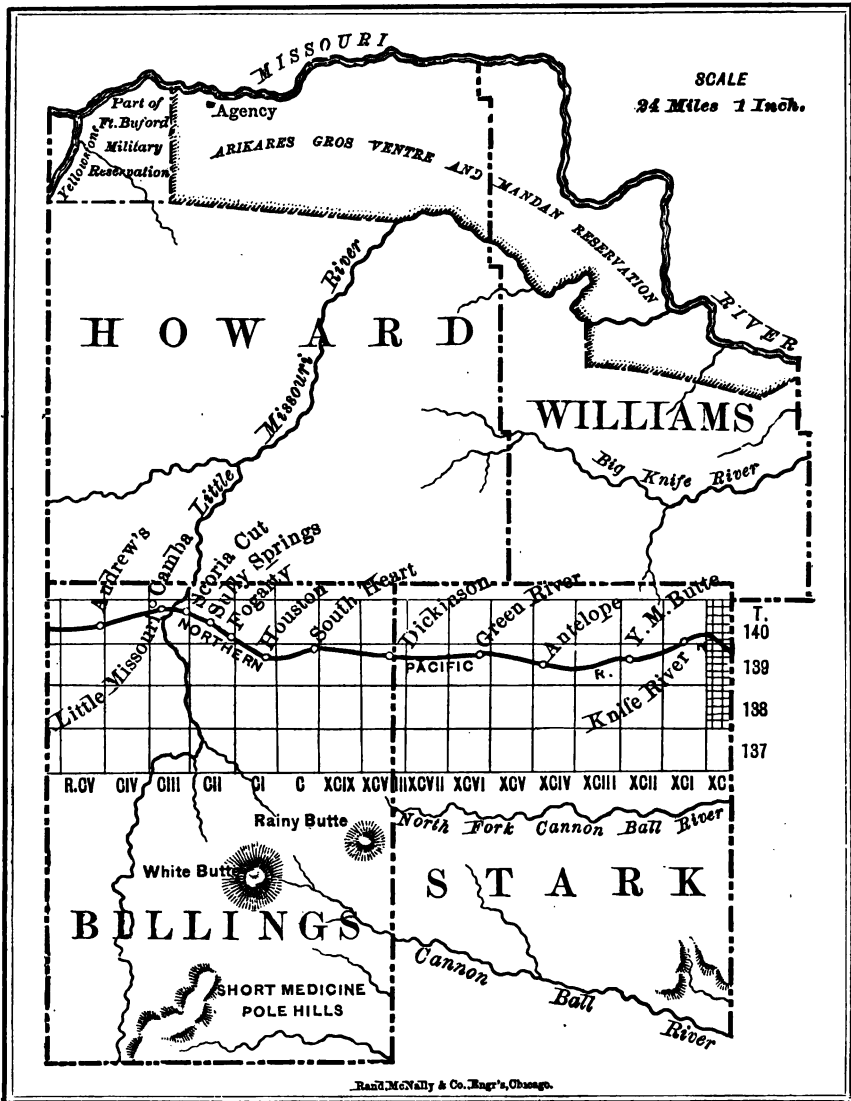 MISSOURI
SCALE
24 Miles 1 Inch.
Part of
Ft. Buford
Military
Reservation
Yellowstone
Agency
ARIKARES GROS VENTRE AND MANDAN RESERVATION
RIVER
HOWARD
WILLIAMS
Little Missouri River
Big Knife River
Andrew's
Camba
Scoria Cut
Sully Springs
Fogarty
Houston
South Heart
Dickinson
Green River
Antelope
Y. M. Butte
Little Missouri
Knife River
NORTHERN PACIFIC R.
T.
140
139
138
137
R.CV CIV CIII CII CI C XCIX XCVIII XCVII XCVI XCV XCIV XCIII XCII XCI XC
North Fork Cannon Ball River
Rainy Butte
White Butte
STARK
BILLINGS
Cannon Ball River
SHORT MEDICINE
POLE HILLS
Rand, McNally & Co., Engr's, Chicago.